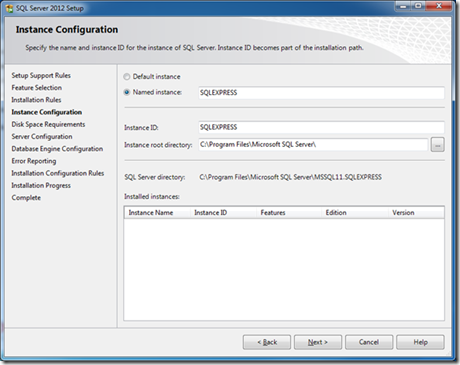 SQL Server 2012 Setup
Instance Configuration
Specify the name and instance ID for the instance of SQL Server. Instance ID becomes part of the installation path.
Setup Support Rules
Feature Selection
Installation Rules
Instance Configuration
Disk Space Requirements
Server Configuration
Database Engine Configuration
Error Reporting
Installation Configuration Rules
Installation Progress
Complete
Default instance
Named instance: SQLEXPRESS
Instance ID: SQLEXPRESS
Instance root directory: C:\Program Files\Microsoft SQL Server\ ...
SQL Server directory: C:\Program Files\Microsoft SQL Server\MSSQL11.SQLEXPRESS
Installed instances:
Instance Name Instance ID Features Edition Version
< Back Next > Cancel Help